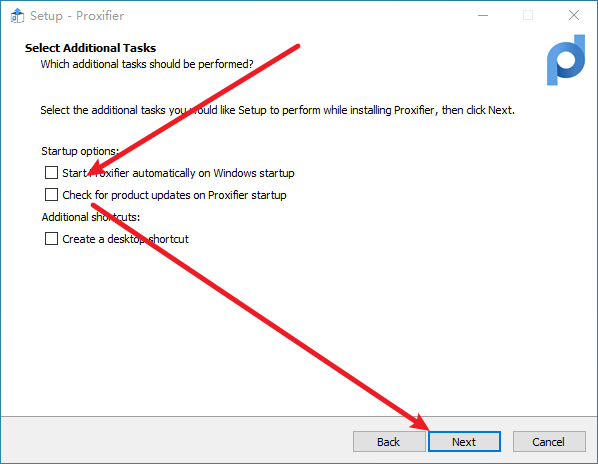 Setup - Proxifier
Select Additional Tasks
Which additional tasks should be performed?
Select the additional tasks you would like Setup to perform while installing Proxifier, then click Next.
Startup options:
Start Proxifier automatically on Windows startup
Check for product updates on Proxifier startup
Additional shortcuts:
Create a desktop shortcut
Back
Next
Cancel